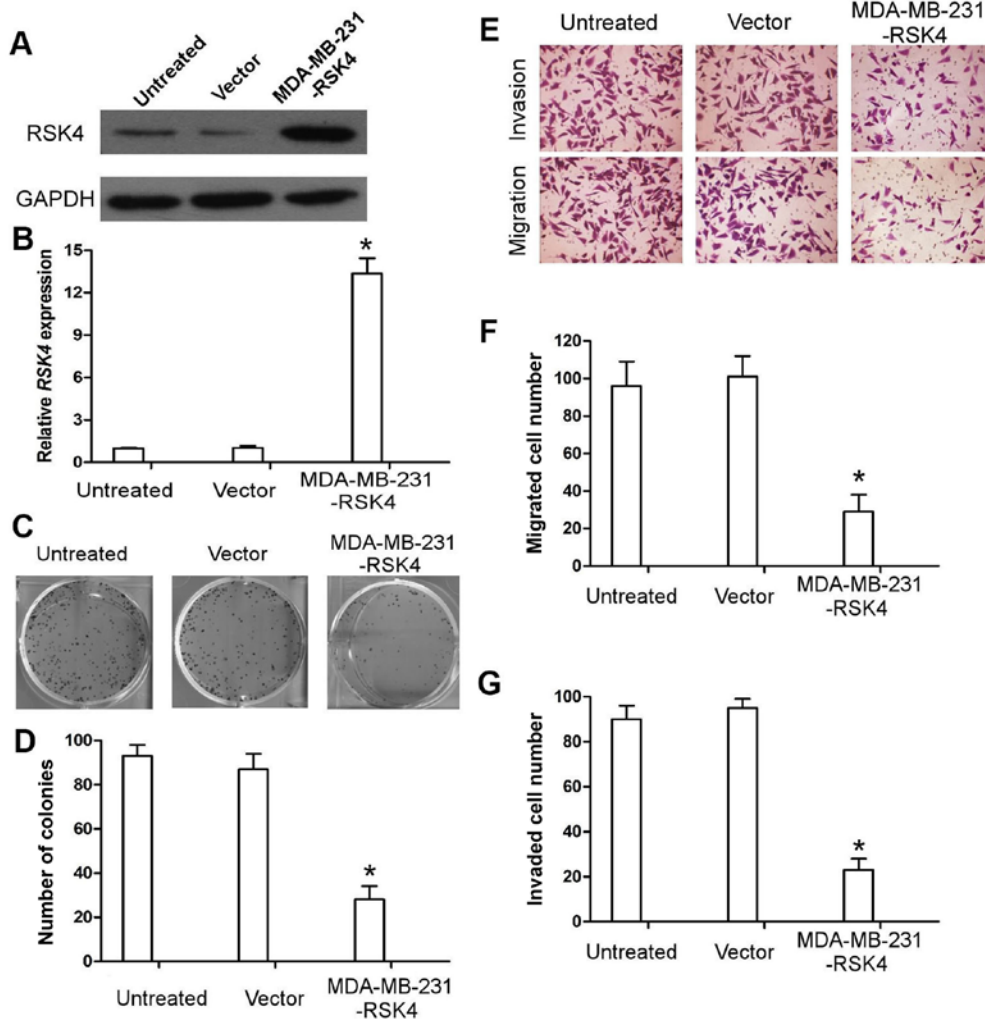 A
Untreated
Vector
MDA-MB-231
-RSK4
RSK4
GAPDH
B
Relative RSK4 expression
15
12
9
6
3
0
*
Untreated
Vector
MDA-MB-231
-RSK4
C
Untreated
Vector
MDA-MB-231
-RSK4
D
Number of colonies
100
80
60
40
20
0
*
Untreated
Vector
MDA-MB-231
-RSK4
E
Untreated
Vector
MDA-MB-231
-RSK4
Invasion
Migration
F
Migrated cell number
120
100
80
60
40
20
0
*
Untreated
Vector
MDA-MB-231
-RSK4
G
Invaded cell number
100
80
60
40
20
0
*
Untreated
Vector
MDA-MB-231
-RSK4